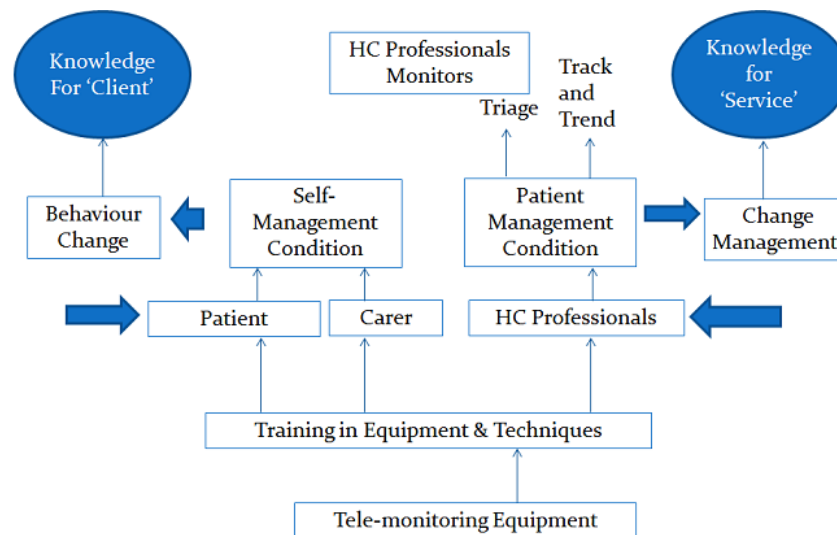 Knowledge
For ‘Client’
HC Professionals
Monitors
Triage
Track
and
Trend
Knowledge
for
‘Service’
Behaviour
Change
Self-
Management
Condition
Patient
Management
Condition
Change
Management
Patient
Carer
HC Professionals
Training in Equipment & Techniques
Tele-monitoring Equipment